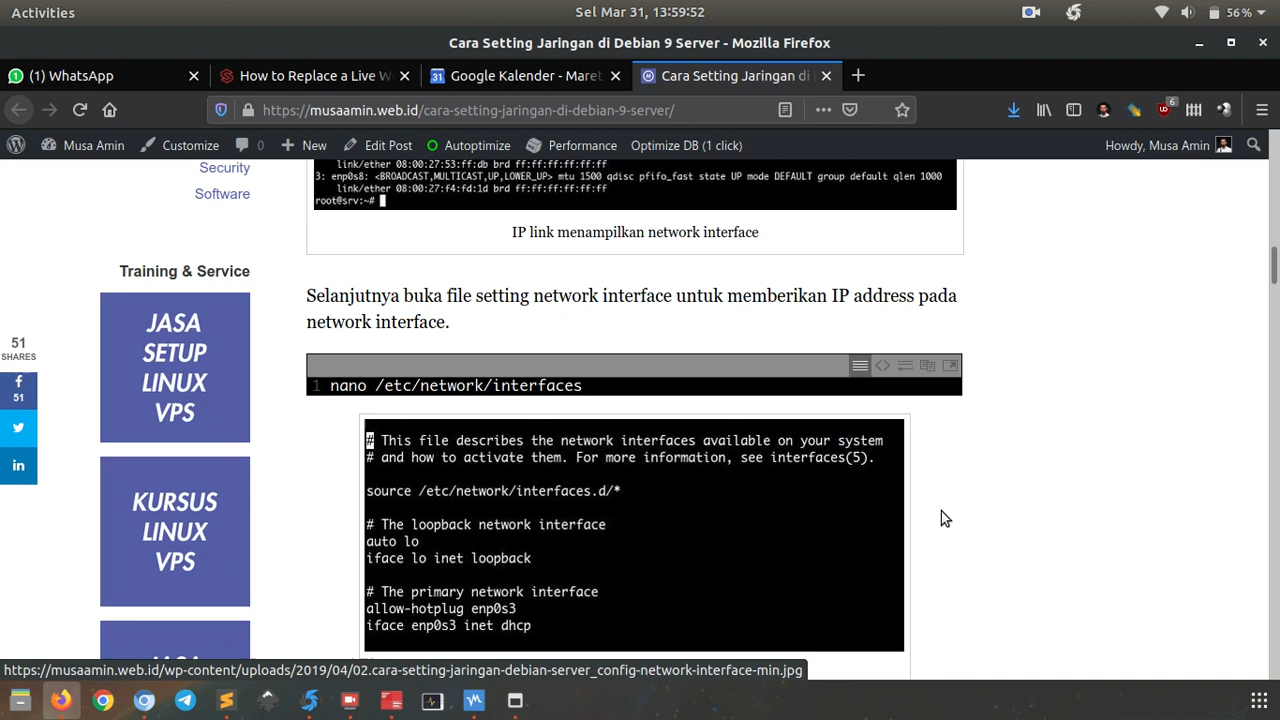 Activities
Sel Mar 31, 13:59:52
56 %
Cara Setting Jaringan di Debian 9 Server - Mozilla Firefox
(1) WhatsApp
How to Replace a Live W
Google Kalender - Maret
Cara Setting Jaringan di
https://musaamin.web.id/cara-setting-jaringan-di-debian-9-server/
6
Musa Amin
Customize
0
New
Edit Post
Autoptimize
Performance
Optimize DB (1 click)
Howdy, Musa Amin
link/ether 08:00:27:53:ff:db brd ff:ff:ff:ff:ff:ff
3: enp0s8: <BROADCAST,MULTICAST,UP,LOWER_UP> mtu 1500 qdisc pfifo_fast state UP mode DEFAULT group default qlen 1000
link/ether 08:00:27:f4:fd:1d brd ff:ff:ff:ff:ff:ff
root@srv:~#
IP link menampilkan network interface
Security
Software
Training & Service
JASA
SETUP
LINUX
VPS
KURSUS
LINUX
VPS
51
SHARES
51
Selanjutnya buka file setting network interface untuk memberikan IP address pada
network interface.
1 nano /etc/network/interfaces
# This file describes the network interfaces available on your system
# and how to activate them. For more information, see interfaces(5).
source /etc/network/interfaces.d/*
# The loopback network interface
auto lo
iface lo inet loopback
# The primary network interface
allow-hotplug enp0s3
iface enp0s3 inet dhcp
https://musaamin.web.id/wp-content/uploads/2019/04/02.cara-setting-jaringan-debian-server_config-network-interface-min.jpg